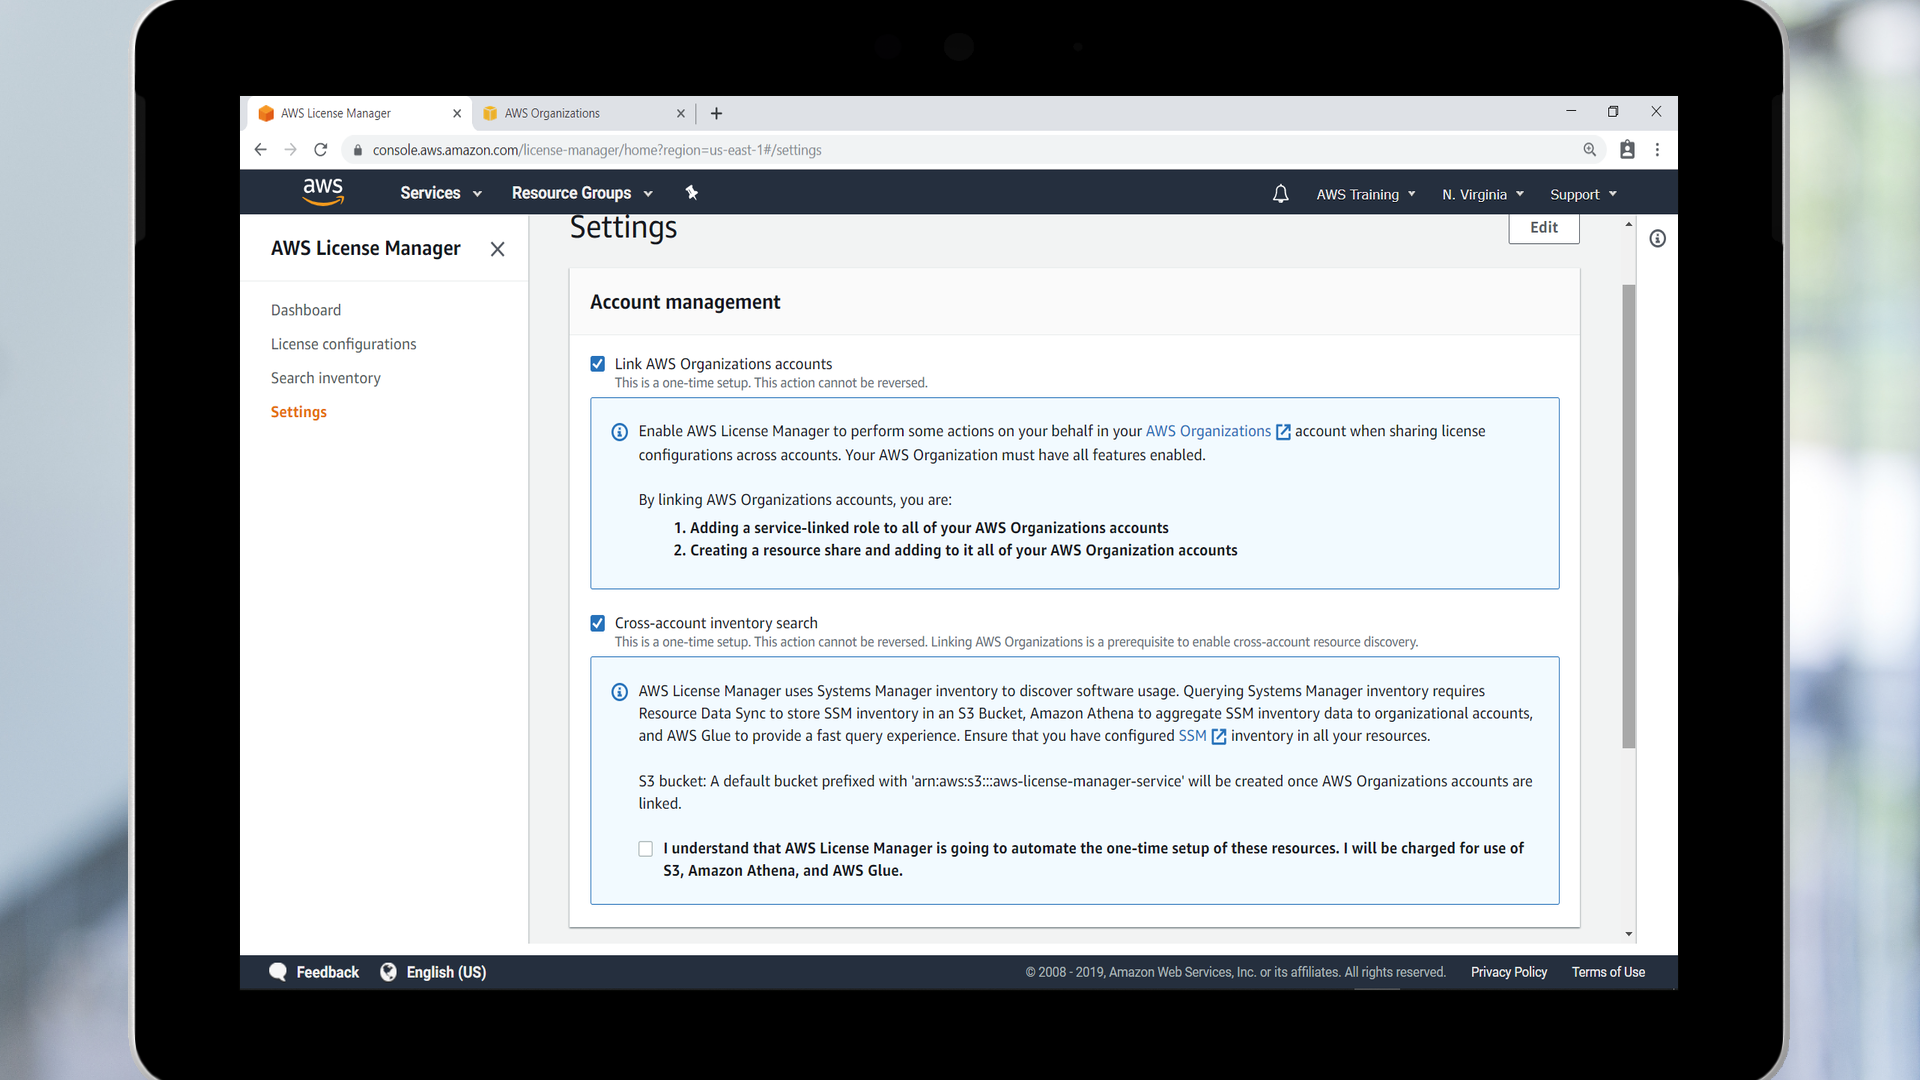 AWS License Manager
AWS Organizations
console.aws.amazon.com/license-manager/home?region=us-east-1#/settings
aws
Services
Resource Groups
AWS Training
N. Virginia
Support
AWS License Manager
Dashboard
License configurations
Search inventory
Settings
Settings
Edit
Account management
Link AWS Organizations accounts
This is a one-time setup. This action cannot be reversed.
Enable AWS License Manager to perform some actions on your behalf in your AWS Organizations account when sharing license
configurations across accounts. Your AWS Organization must have all features enabled.
By linking AWS Organizations accounts, you are:
1. Adding a service-linked role to all of your AWS Organizations accounts
2. Creating a resource share and adding to it all of your AWS Organization accounts
Cross-account inventory search
This is a one-time setup. This action cannot be reversed. Linking AWS Organizations is a prerequisite to enable cross-account resource discovery.
AWS License Manager uses Systems Manager inventory to discover software usage. Querying Systems Manager inventory requires
Resource Data Sync to store SSM inventory in an S3 Bucket, Amazon Athena to aggregate SSM inventory data to organizational accounts,
and AWS Glue to provide a fast query experience. Ensure that you have configured SSM inventory in all your resources.
S3 bucket: A default bucket prefixed with 'arn:aws:s3:::aws-license-manager-service' will be created once AWS Organizations accounts are
linked.
I understand that AWS License Manager is going to automate the one-time setup of these resources. I will be charged for use of
S3, Amazon Athena, and AWS Glue.
Feedback
English (US)
© 2008 - 2019, Amazon Web Services, Inc. or its affiliates. All rights reserved.
Privacy Policy
Terms of Use